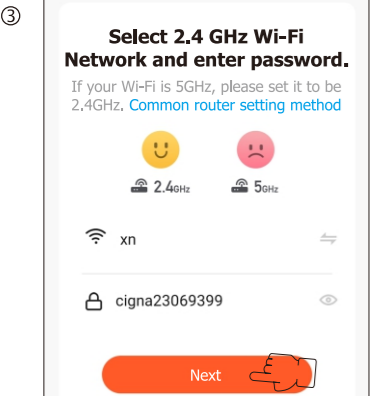 ③
Select 2.4 GHz Wi-Fi
Network and enter password.
If your Wi-Fi is 5GHz, please set it to be
2.4GHz. Common router setting method
2.4GHz 5GHz
xn
cigna23069399
Next